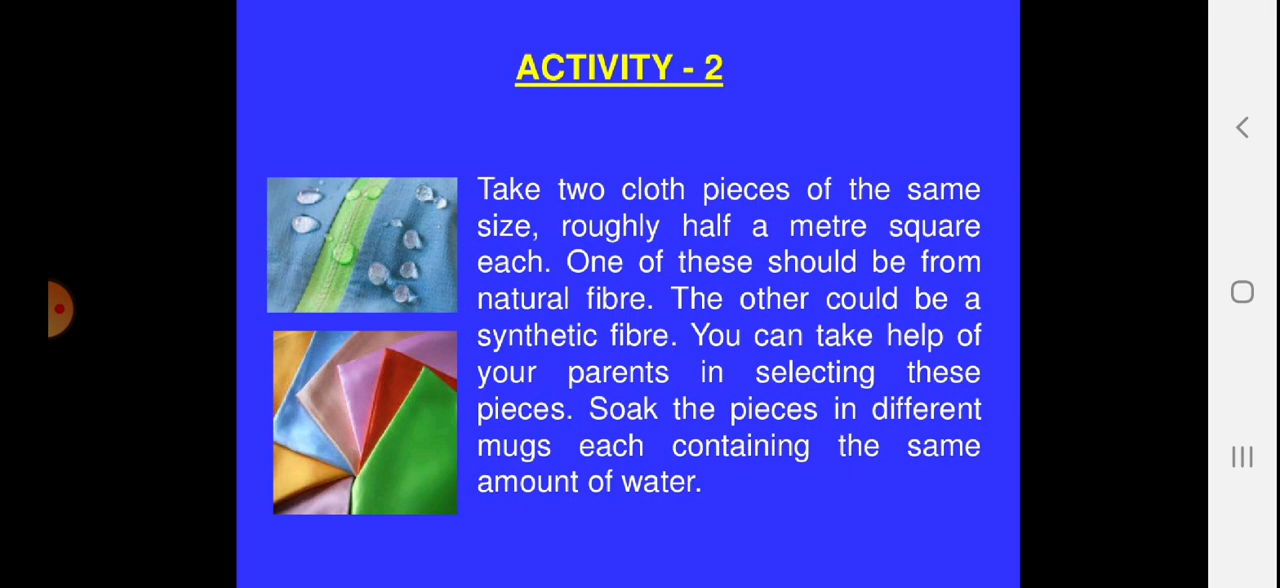 ACTIVITY - 2
Take two cloth pieces of the same
size, roughly half a metre square
each. One of these should be from
natural fibre. The other could be a
synthetic fibre. You can take help of
your parents in selecting these
pieces. Soak the pieces in different
mugs each containing the same
amount of water.